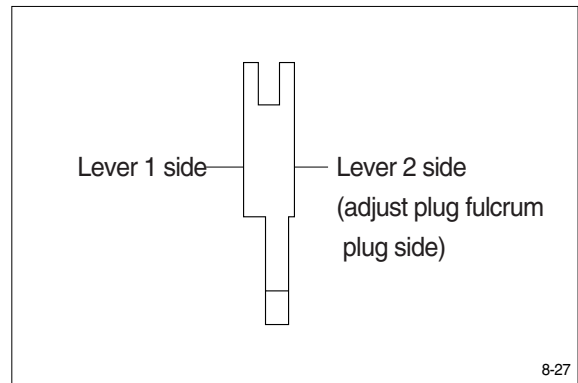 Lever 1 side
Lever 2 side
(adjust plug fulcrum
plug side)
8-27